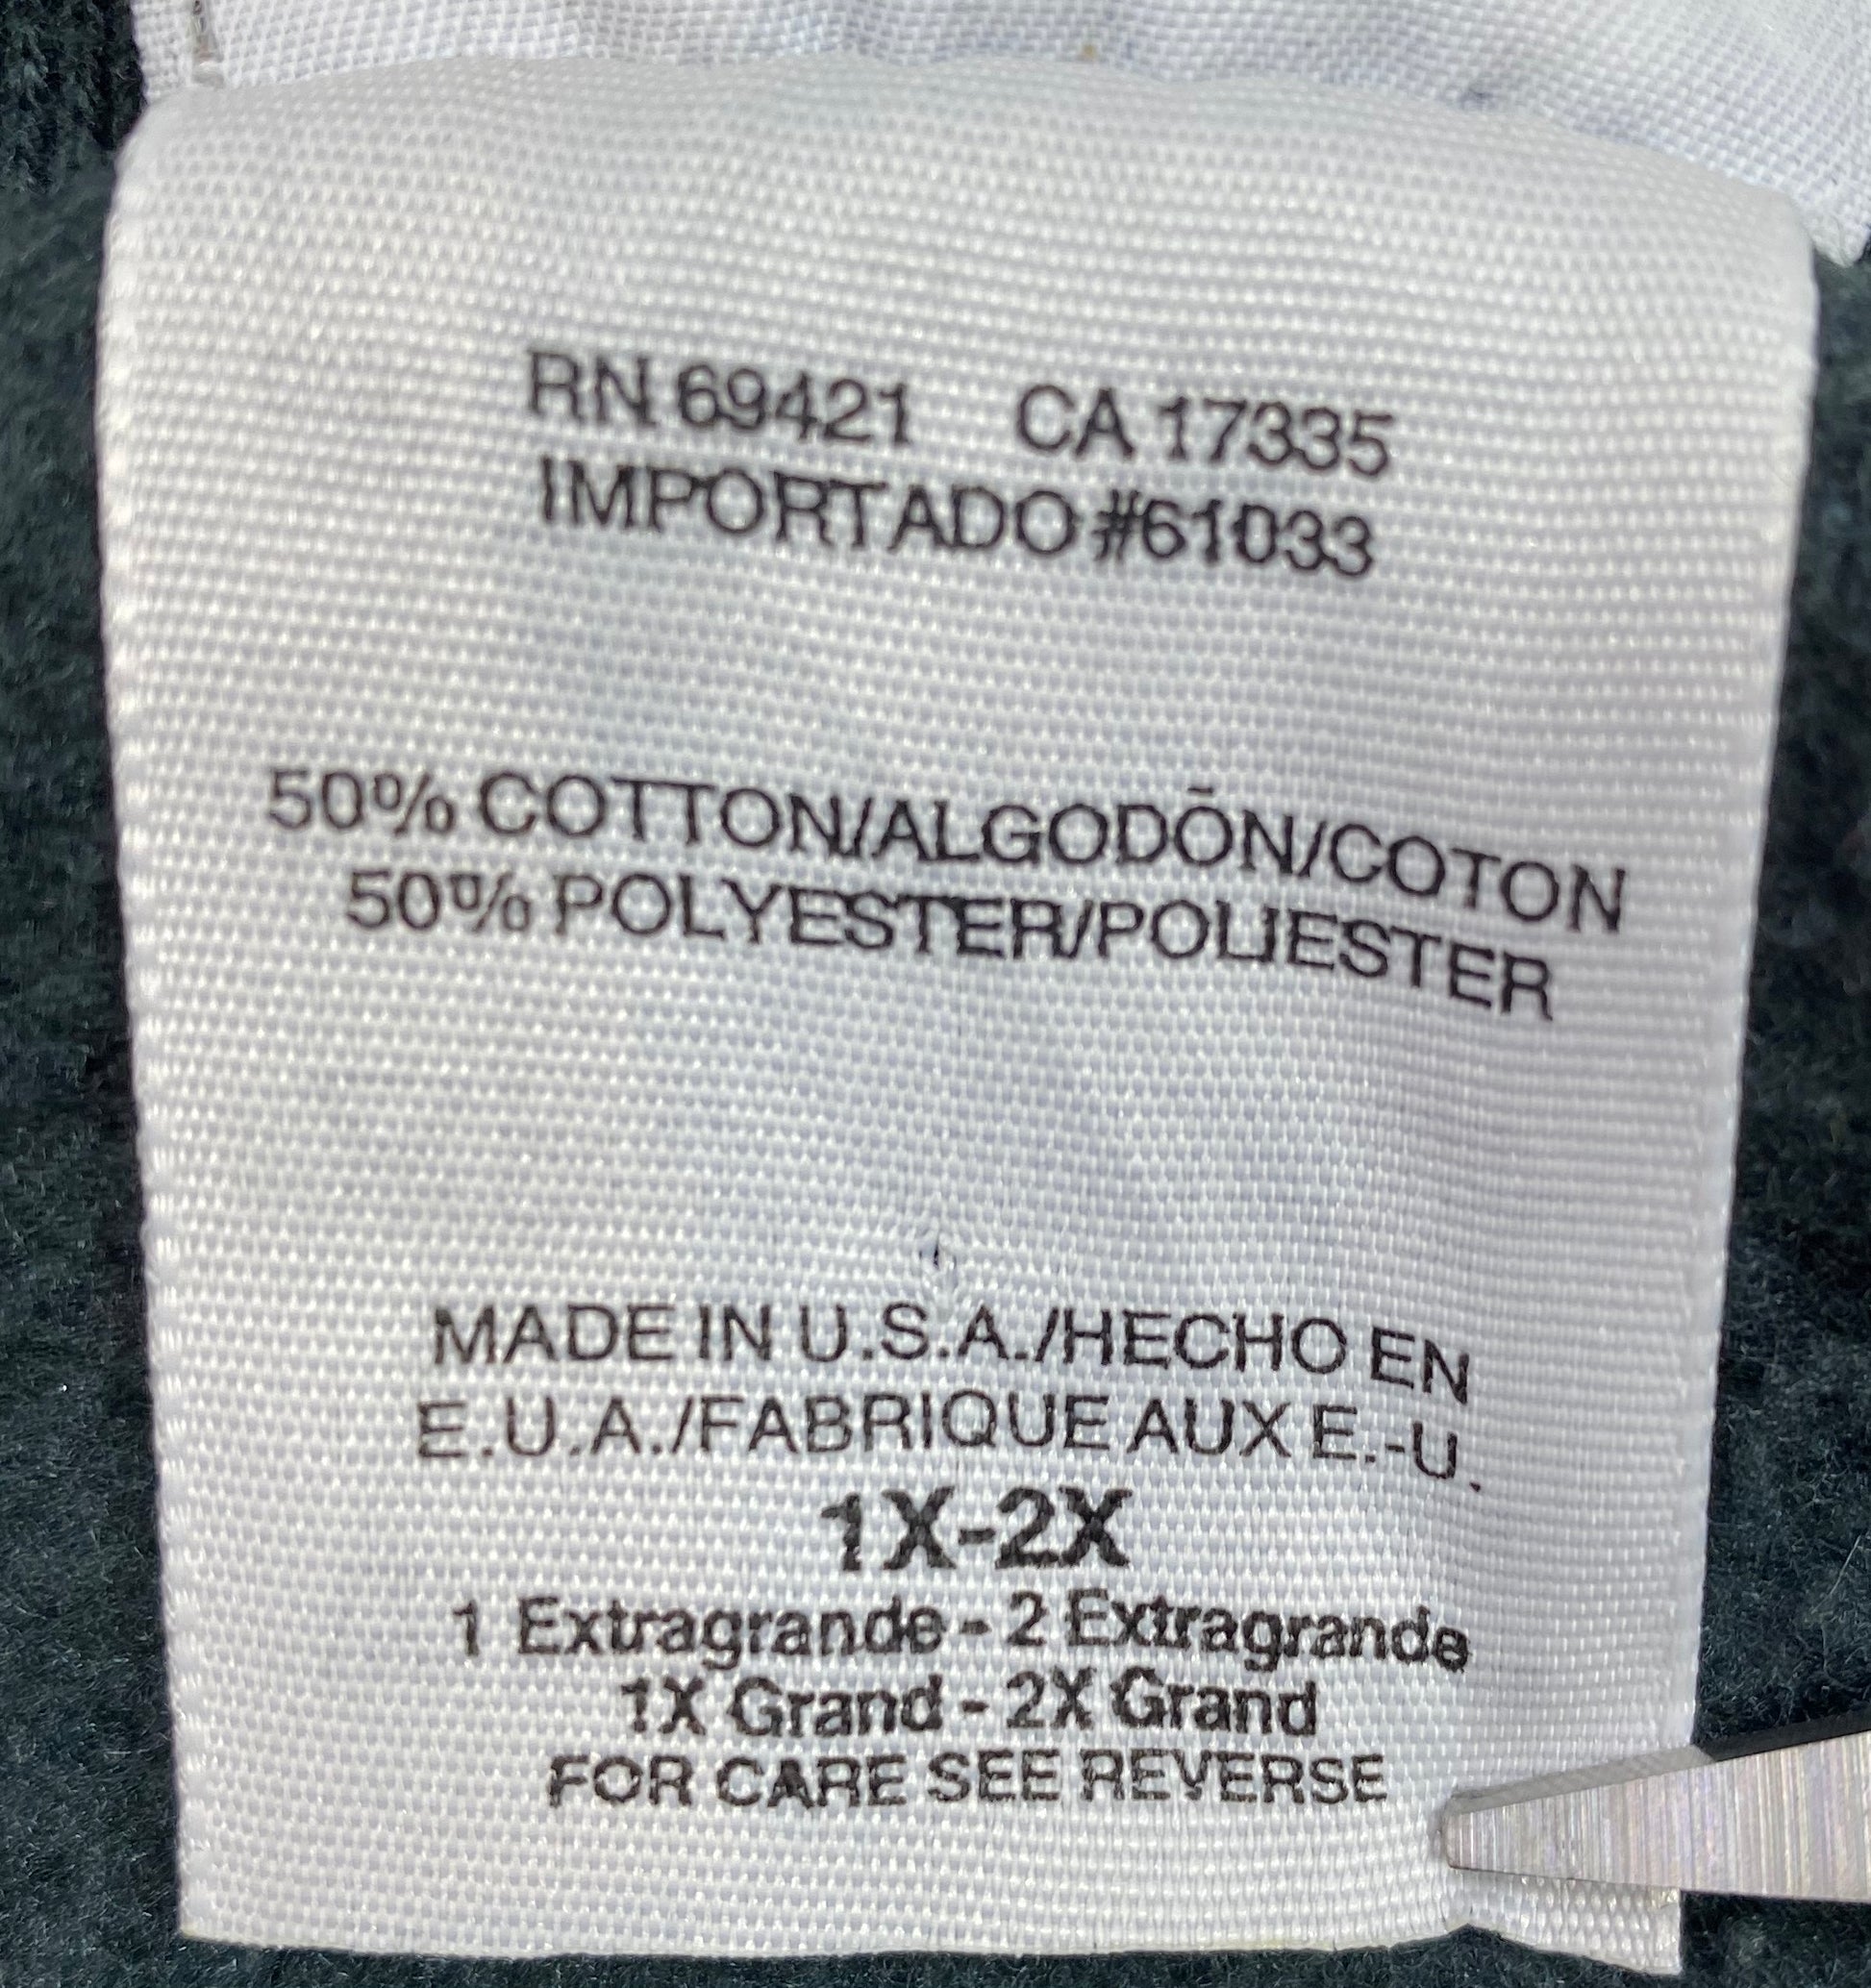 RN 69421 CA 17335
IMPORTADO #61033
50% COTTON/ALGODŌN/COTON
50% POLYESTER/POLIESTER
MADE IN U.S.A./HECHO EN
E.U.A./FABRIQUE AUX E.-U.
1X-2X
1 Extragrande - 2 Extragrande
1X Grand - 2X Grand
FOR CARE SEE REVERSE